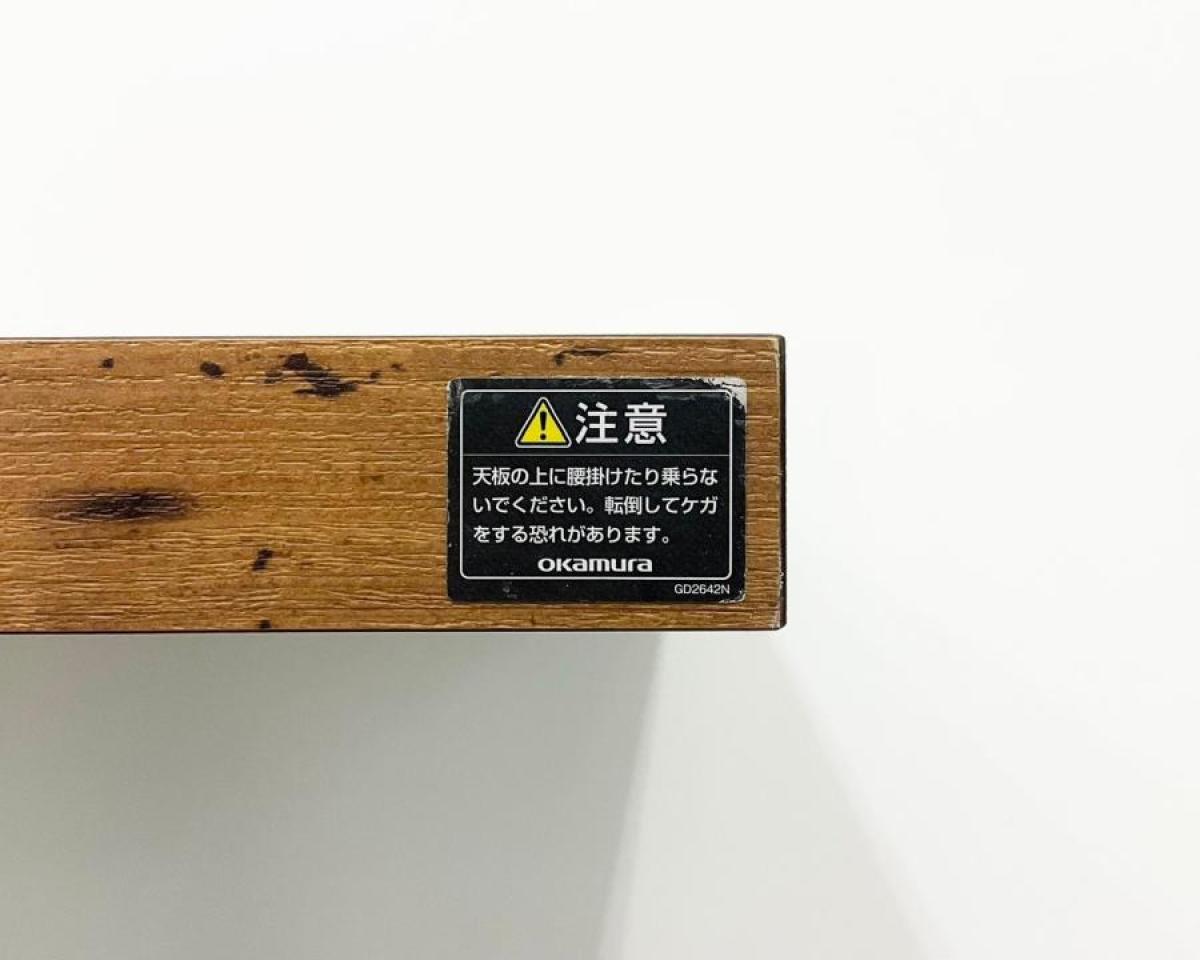 注意
天板の上に腰掛けたり乗らな
いでください。転倒してケガ
をする恐れがあります。
okamura
GD2642N